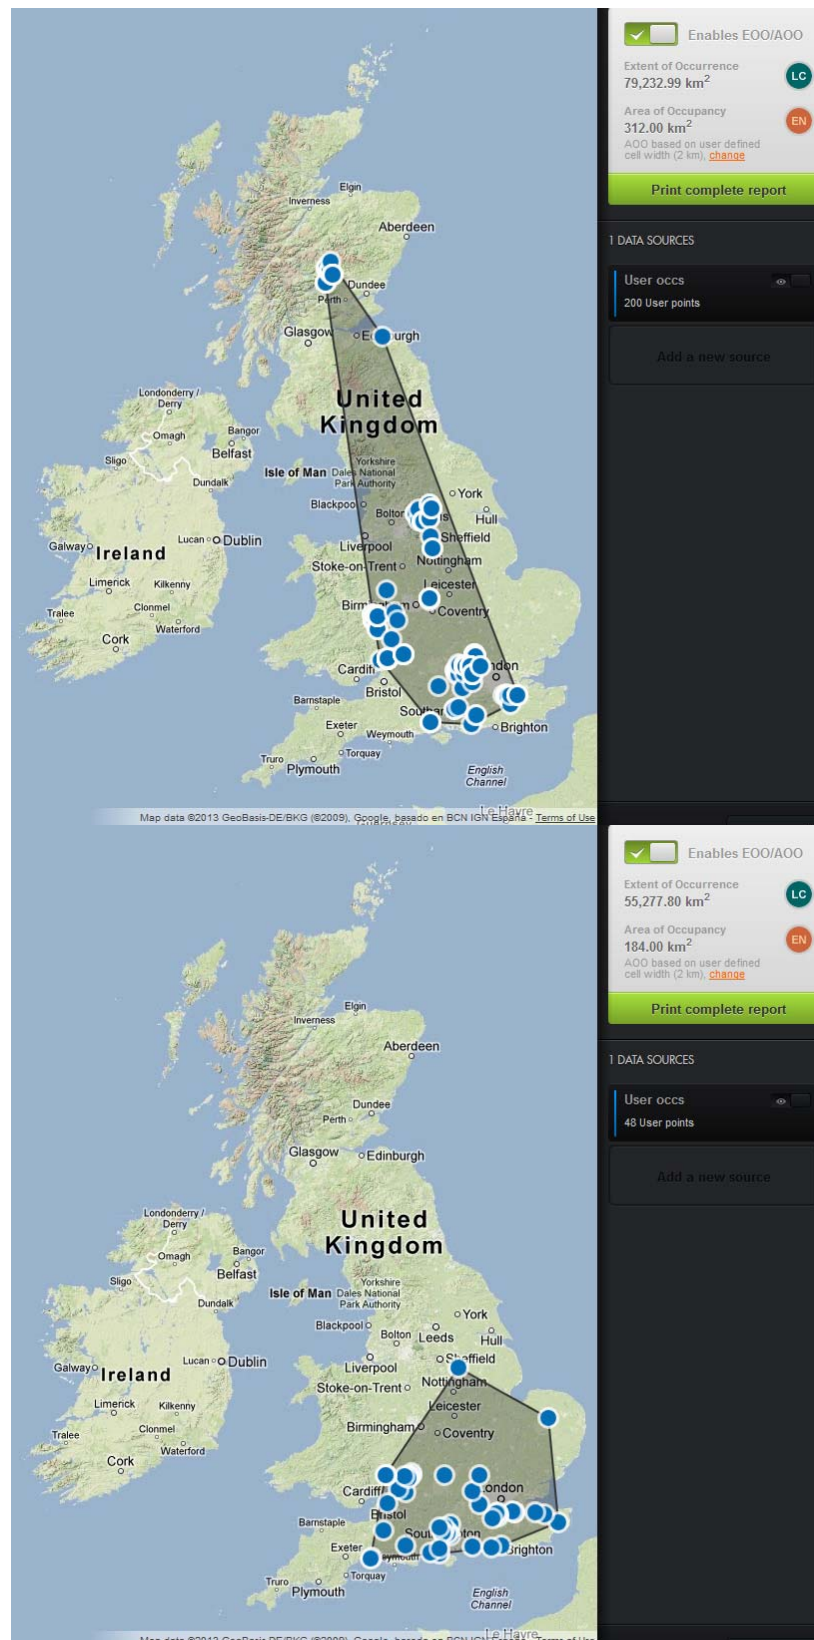 Enables EOO/AOO
Extent of Occurrence
79,232.99 km²
LC
Area of Occupancy
312.00 km²
EN
AOO based on user defined
cell width (2 km), change
Print complete report
1 DATA SOURCES
User occs
200 User points
Add a new source
Elgin
Inverness
Aberdeen
Dundee
Perth
Glasgow
United
Kingdom
Londonderry /
Derry
Omagh
Bangor
Belfast
Sligo
Dundalk
Isle of Man
Yorkshire
Dales National
Park Authority
York
Blackpool
Hull
Galway
Ireland
Lucan
Dublin
Liverpool
Sheffield
Stoke-on-Trent
Nottingham
Limerick
Kilkenny
Leicester
Tralee
Clonmel
Coventry
Waterford
Cork
Cardiff
Bristol
Barnstaple
Exeter
Weymouth
Brighton
Truro
Torquay
Plymouth
English
Channel
Le Havre
Map data ©2013 GeoBasis-DE/BKG (©2009), Google, basado en BCN IGN España - Terms of Use
Enables EOO/AOO
Extent of Occurrence
55,277.80 km²
LC
Area of Occupancy
184.00 km²
EN
AOO based on user defined
cell width (2 km), change
Print complete report
1 DATA SOURCES
User occs
48 User points
Add a new source
Elgin
Inverness
Aberdeen
Dundee
Perth
Glasgow
Edinburgh
United
Kingdom
Londonderry /
Derry
Omagh
Bangor
Belfast
Sligo
Dundalk
Isle of Man
Yorkshire
Dales National
Park Authority
York
Blackpool
Bolton
Leeds
Hull
Galway
Ireland
Lucan
Dublin
Liverpool
Stoke-on-Trent
Nottingham
Limerick
Kilkenny
Leicester
Birmingham
Tralee
Clonmel
Coventry
Waterford
Cork
Cardiff
Bristol
Barnstaple
Exeter
Brighton
Truro
Torquay
Plymouth
English
Channel
Le Havre